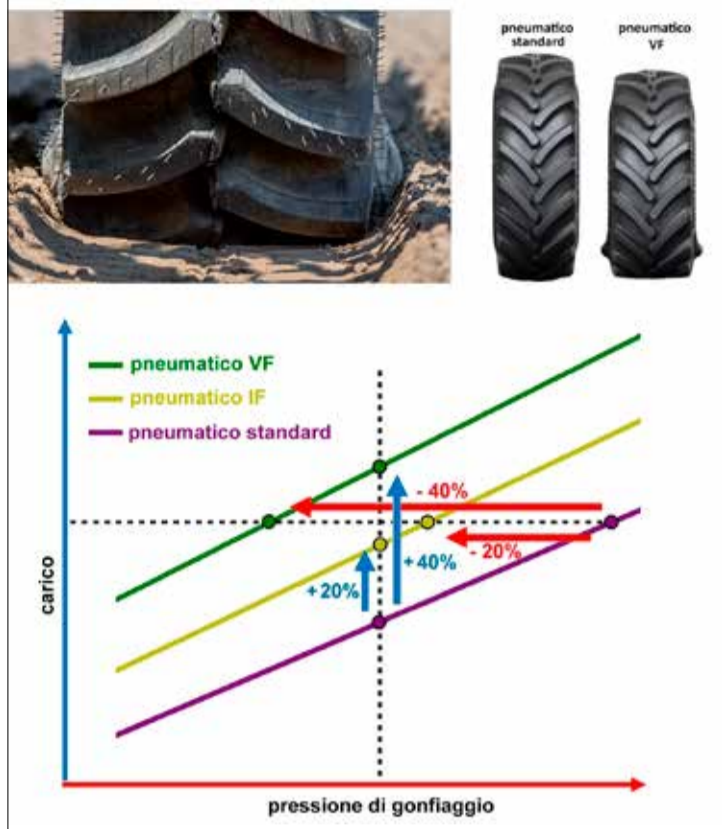 pneumatico
standard
pneumatico
VF
pneumatico VF
pneumatico IF
pneumatico standard
- 40%
- 20%
+40%
+20%
carico
pressione di gonfiaggio